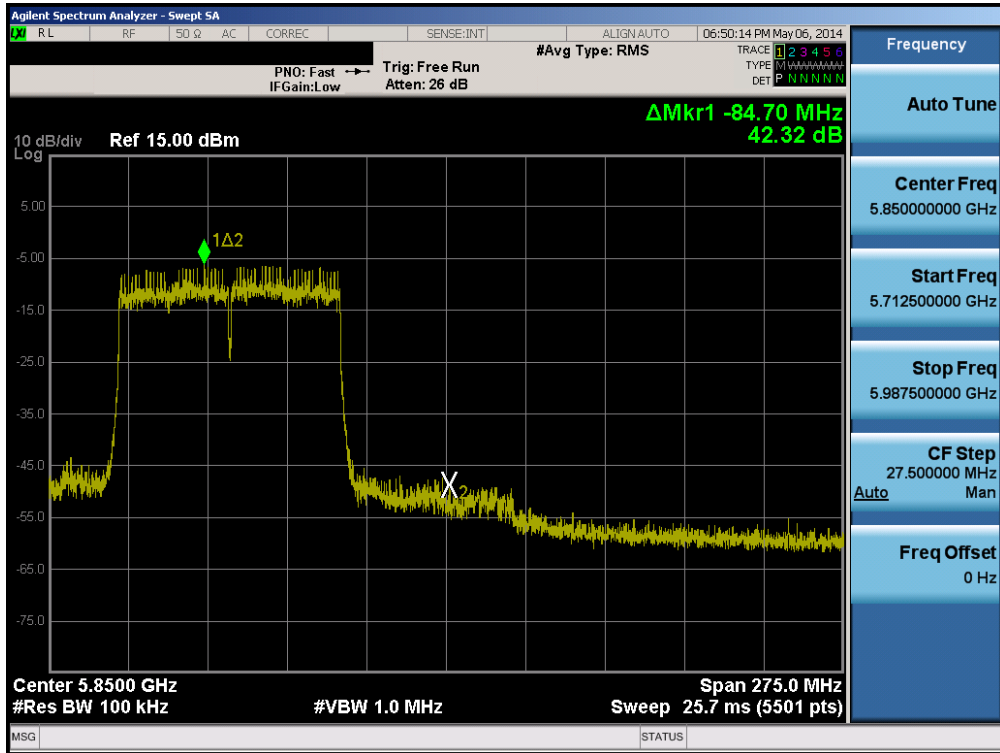 Agilent Spectrum Analyzer - Swept SA
LXI RL RF 50 Ω AC CORREC SENSE:INT ALIGN AUTO 06:50:14 PM May 06, 2014
Frequency
#Avg Type: RMS TRACE 1 2 3 4 5 6
PNO: Fast Trig: Free Run TYPE M WWWWW
IFGain:Low Atten: 26 dB DET P N N N N N
Auto Tune
ΔMkr1 -84.70 MHz
42.32 dB
10 dB/div Ref 15.00 dBm
Log
Center Freq
5.850000000 GHz
5.00
1Δ2
-5.00
Start Freq
5.712500000 GHz
-15.0
-25.0
Stop Freq
5.987500000 GHz
-35.0
-45.0
CF Step
27.500000 MHz
Auto Man
X2
-55.0
Freq Offset
0 Hz
-65.0
-75.0
Center 5.8500 GHz Span 275.0 MHz
#Res BW 100 kHz #VBW 1.0 MHz Sweep 25.7 ms (5501 pts)
MSG STATUS